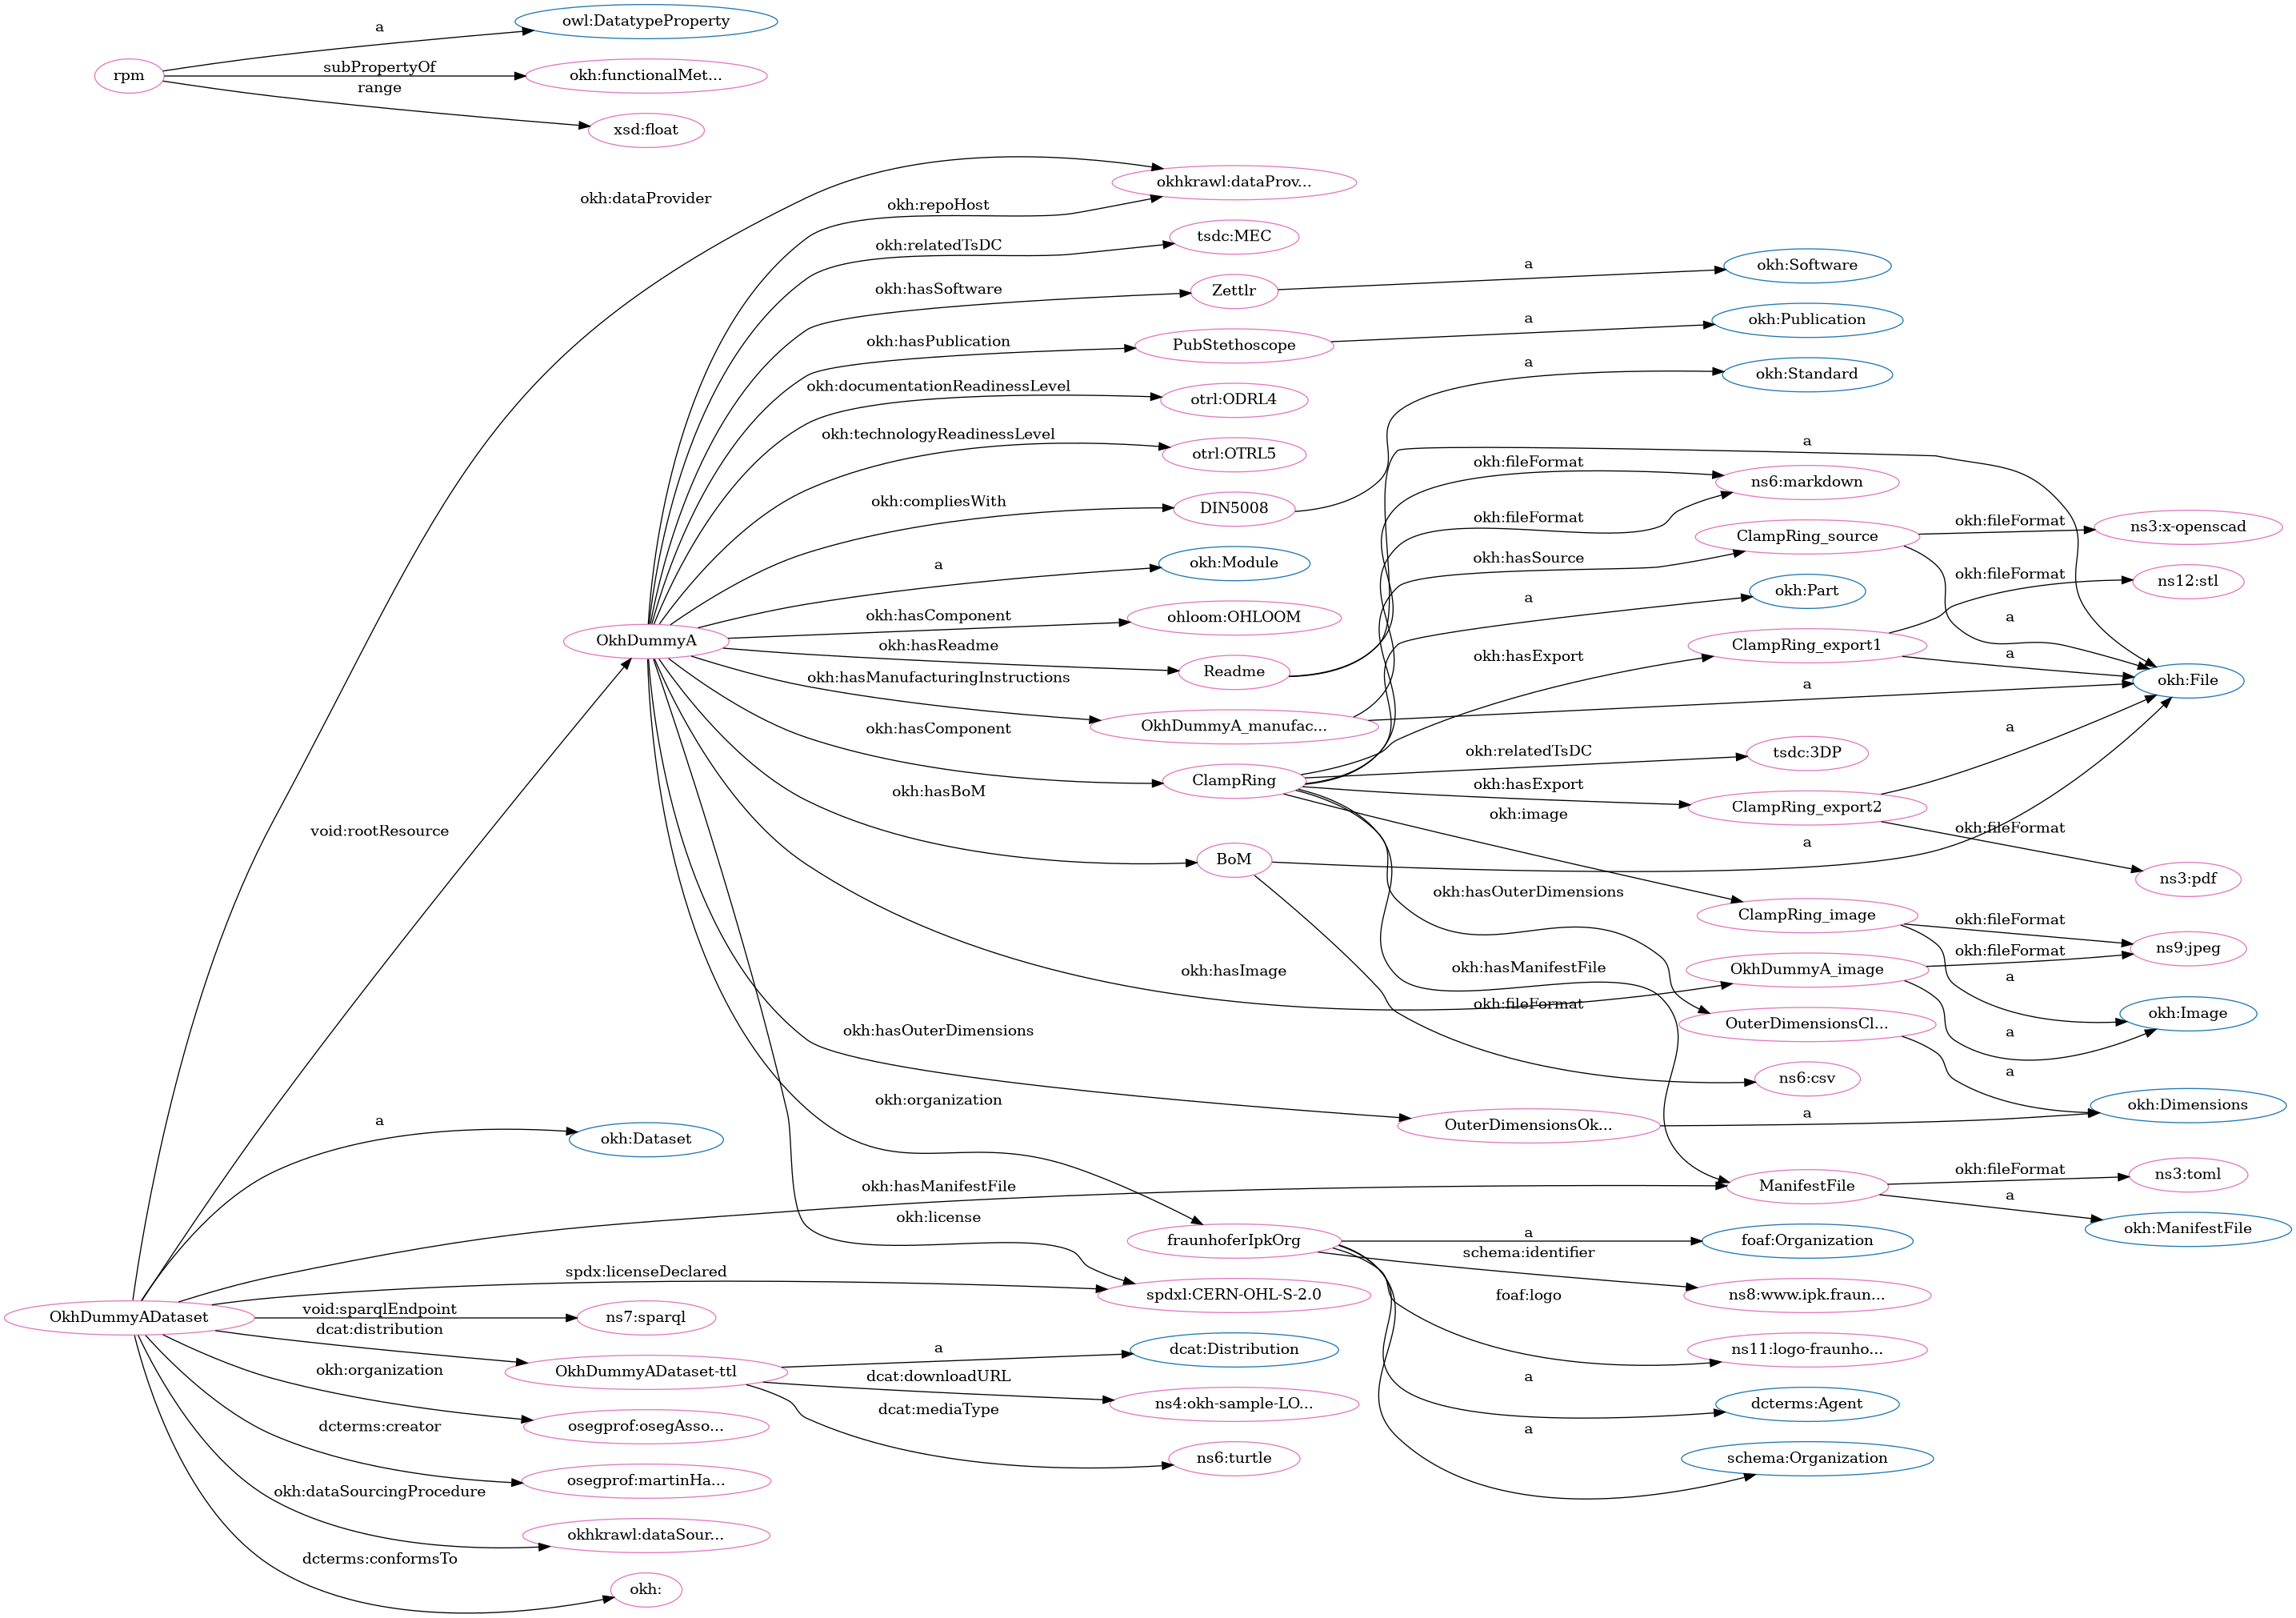 owl:DatatypeProperty
a
rpm
subPropertyOf
okh:functionalMet...
range
xsd:float
okh:dataProvider
okhkrawl:dataProv...
okh:repoHost
okh:relatedTsDC
tsdc:MEC
okh:hasSoftware
Zettlr
a
okh:Software
okh:hasPublication
PubStethoscope
a
okh:Publication
okh:documentationReadinessLevel
otrl:ODRL4
a
okh:Standard
okh:technologyReadinessLevel
otrl:OTRL5
a
okh:fileFormat
ns6:markdown
okh:compliesWith
DIN5008
okh:fileFormat
ClampRing_source
okh:fileFormat
ns3:x-openscad
a
okh:Module
okh:hasSource
okh:fileFormat
ns12:stl
okh:hasComponent
ohloom:OHLOOM
a
okh:Part
a
OkhDummyA
okh:hasReadme
Readme
okh:hasExport
ClampRing_export1
a
okh:File
okh:hasManufacturingInstructions
OkhDummyA_manufac...
a
okh:hasComponent
ClampRing
okh:relatedTsDC
tsdc:3DP
a
okh:hasBoM
okh:hasExport
ClampRing_export2
okh:image
okh:fileFormat
void:rootResource
BoM
a
ns3:pdf
okh:hasOuterDimensions
ClampRing_image
okh:fileFormat
ns9:jpeg
okh:hasImage
okh:hasManifestFile
OkhDummyA_image
okh:fileFormat
a
okh:fileFormat
okh:Image
okh:hasOuterDimensions
OuterDimensionsCl...
a
ns6:csv
a
okh:organization
OuterDimensionsOk...
a
okh:Dimensions
a
okh:Dataset
okh:hasManifestFile
ManifestFile
okh:fileFormat
ns3:toml
okh:license
a
okh:ManifestFile
fraunhoferIpkOrg
a
foaf:Organization
schema:identifier
spdx:licenseDeclared
spdxl:CERN-OHL-S-2.0
foaf:logo
ns8:www.ipk.fraun...
OkhDummyADataset
void:sparqlEndpoint
ns7:sparql
dcat:distribution
a
dcat:Distribution
ns11:logo-fraunho...
okh:organization
OkhDummyADataset-ttl
dcat:downloadURL
ns4:okh-sample-LO...
a
dcterms:Agent
dcat:mediaType
dcterms:creator
osegprof:osegAsso...
ns6:turtle
a
schema:Organization
okh:dataSourcingProcedure
osegprof:martinHa...
okhkrawl:dataSour...
dcterms:conformsTo
okh: